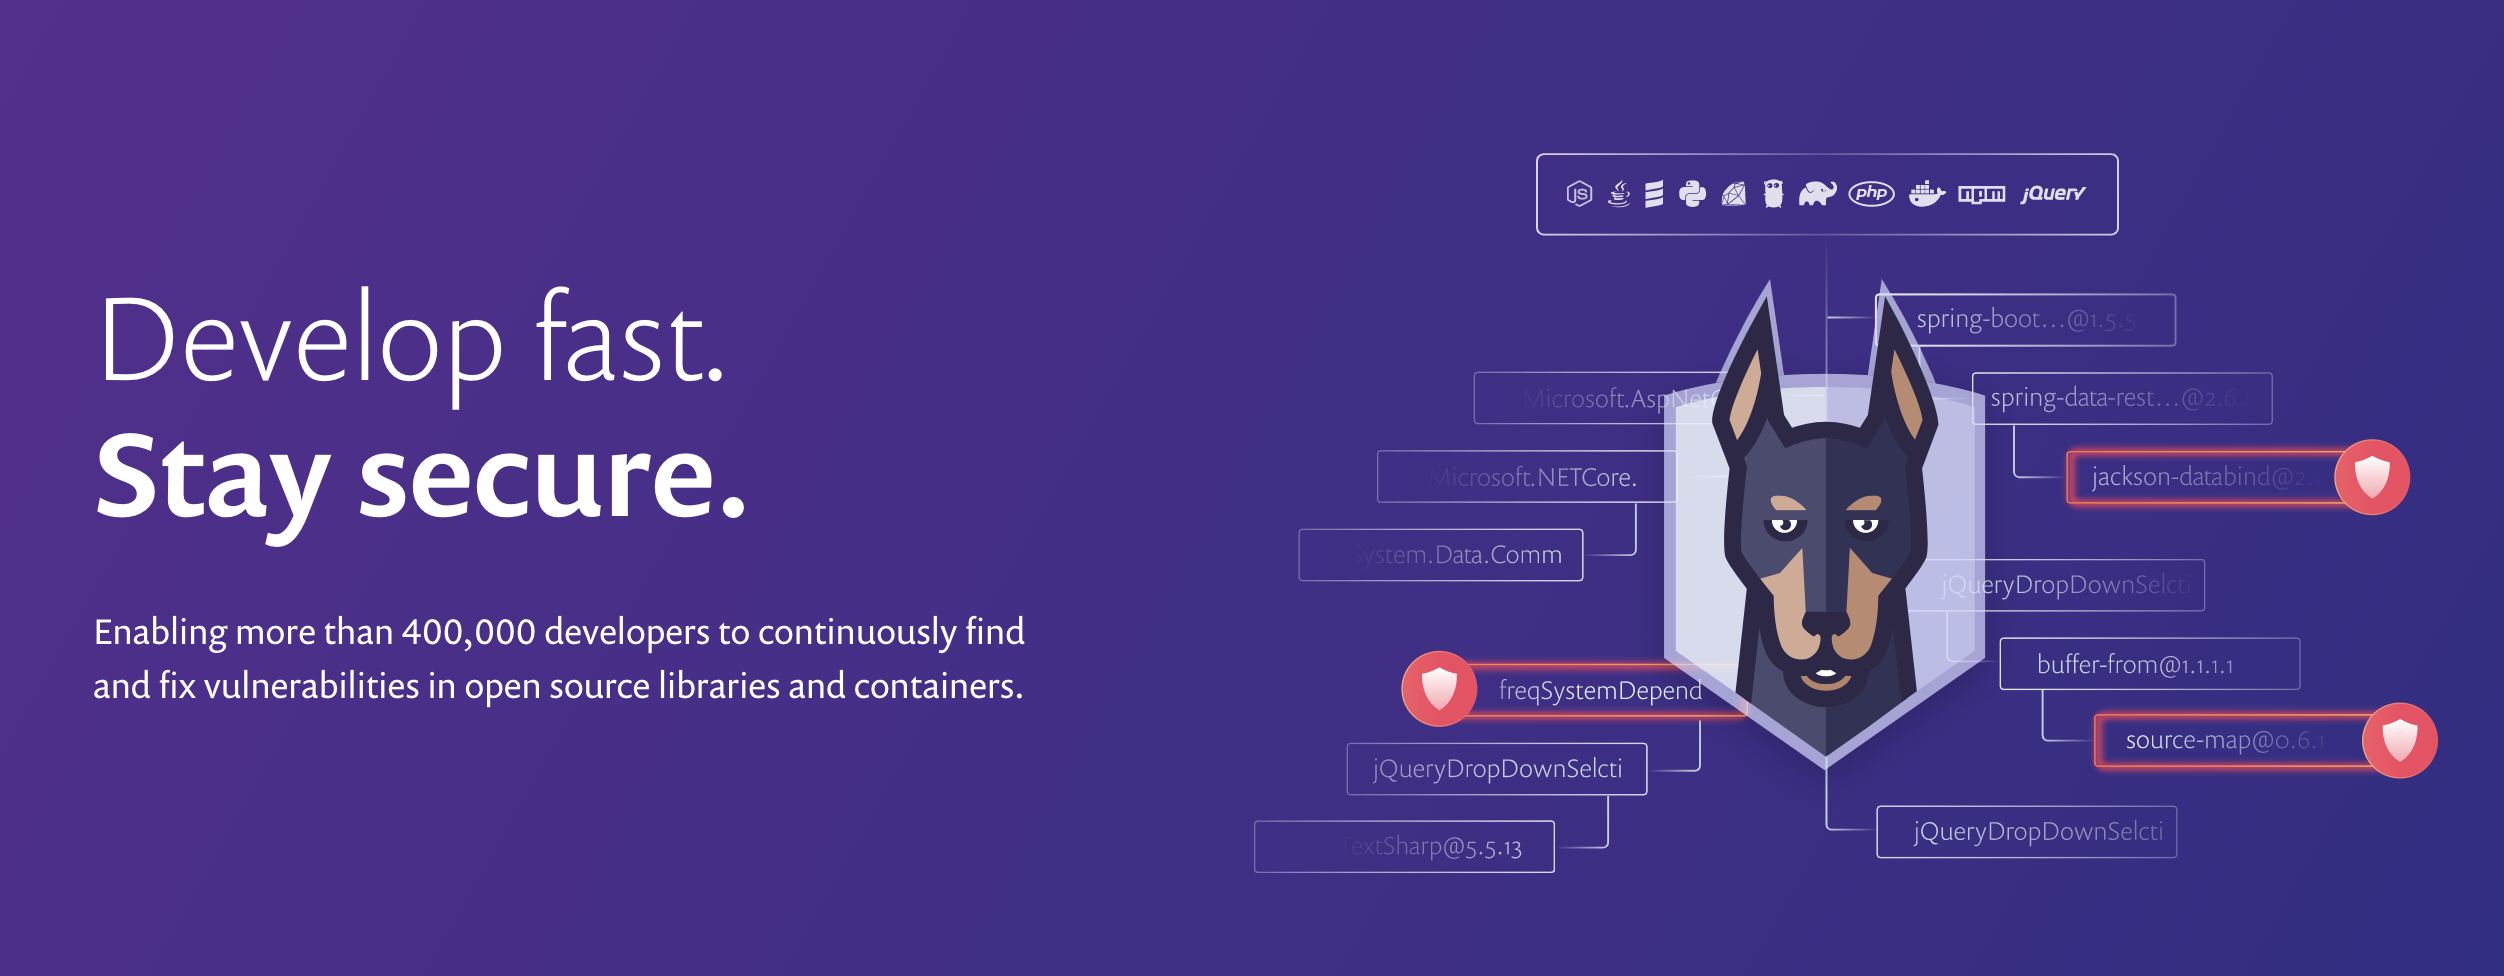 Develop fast.
Stay secure.
Enabling more than 400,000 developers to continuously find
and fix vulnerabilities in open source libraries and containers.
JS
php
npm
jQuery
spring-boot...@1.5.5
Microsoft.AspNetC
spring-data-rest...@2.6
Microsoft.NETCore.
jackson-databind@2.
System.Data.Comm
jQueryDropDownSelcti
buffer-from@1.1.1.1
freqSystemDepend
source-map@0.6.1
jQueryDropDownSelcti
jQueryDropDownSelcti
TextSharp@5.5.13